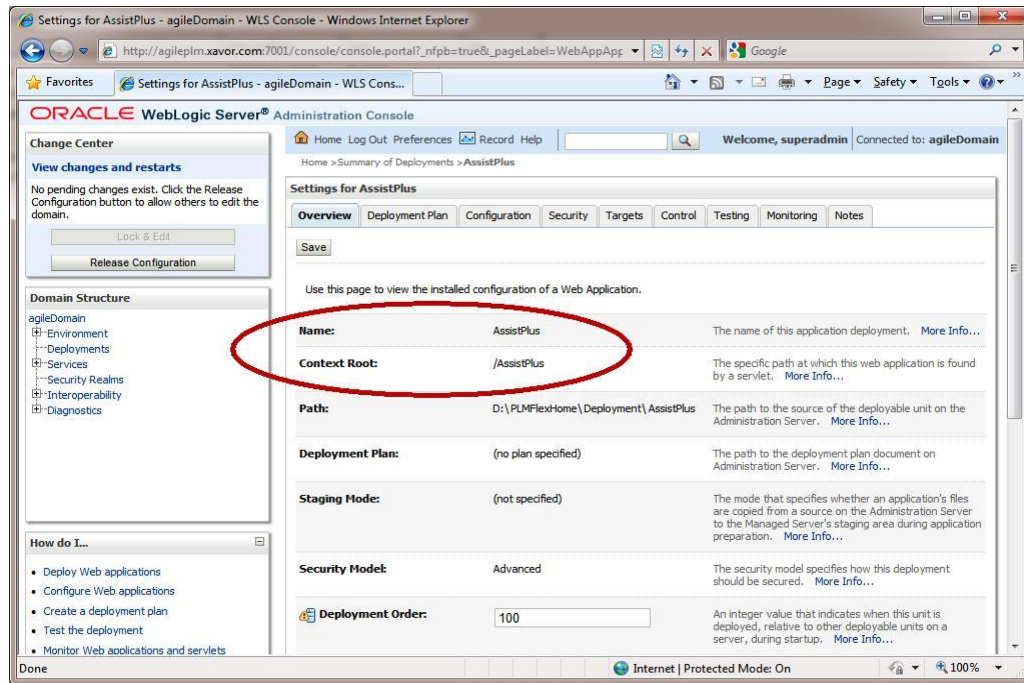 Settings for AssistPlus - agileDomain - WLS Console - Windows Internet Explorer
http://agileplm.xavor.com:7001/console/console.portal?_nfpb=true&_pageLabel=WebAppApp
Google
Favorites
Settings for AssistPlus - agileDomain - WLS Cons...
Page
Safety
Tools
ORACLE WebLogic Server® Administration Console
Change Center
View changes and restarts
No pending changes exist. Click the Release
Configuration button to allow others to edit the
domain.
Lock & Edit
Release Configuration
Domain Structure
agileDomain
Environment
Deployments
Services
Security Realms
Interoperability
Diagnostics
How do I...
Deploy Web applications
Configure Web applications
Create a deployment plan
Test the deployment
Monitor Web applications and servlets
Home Log Out Preferences Record Help
Welcome, superadmin Connected to: agileDomain
Home >Summary of Deployments >AssistPlus
Settings for AssistPlus
Overview Deployment Plan Configuration Security Targets Control Testing Monitoring Notes
Save
Use this page to view the installed configuration of a Web Application.
Name: AssistPlus The name of this application deployment. More Info...
Context Root: /AssistPlus The specific path at which this web application is found
by a servlet. More Info...
Path: D:\PLMFlexHome\Deployment\AssistPlus The path to the source of the deployable unit on the
Administration Server. More Info...
Deployment Plan: (no plan specified) The path to the deployment plan document on
Administration Server. More Info...
Staging Mode: (not specified) The mode that specifies whether an application's files
are copied from a source on the Administration Server
to the Managed Server's staging area during application
preparation. More Info...
Security Model: Advanced The security model specifies how this deployment
should be secured. More Info...
Deployment Order: 100 An integer value that indicates when this unit is
deployed, relative to other deployable units on a
server, during startup. More Info...
Done
Internet | Protected Mode: On
100%